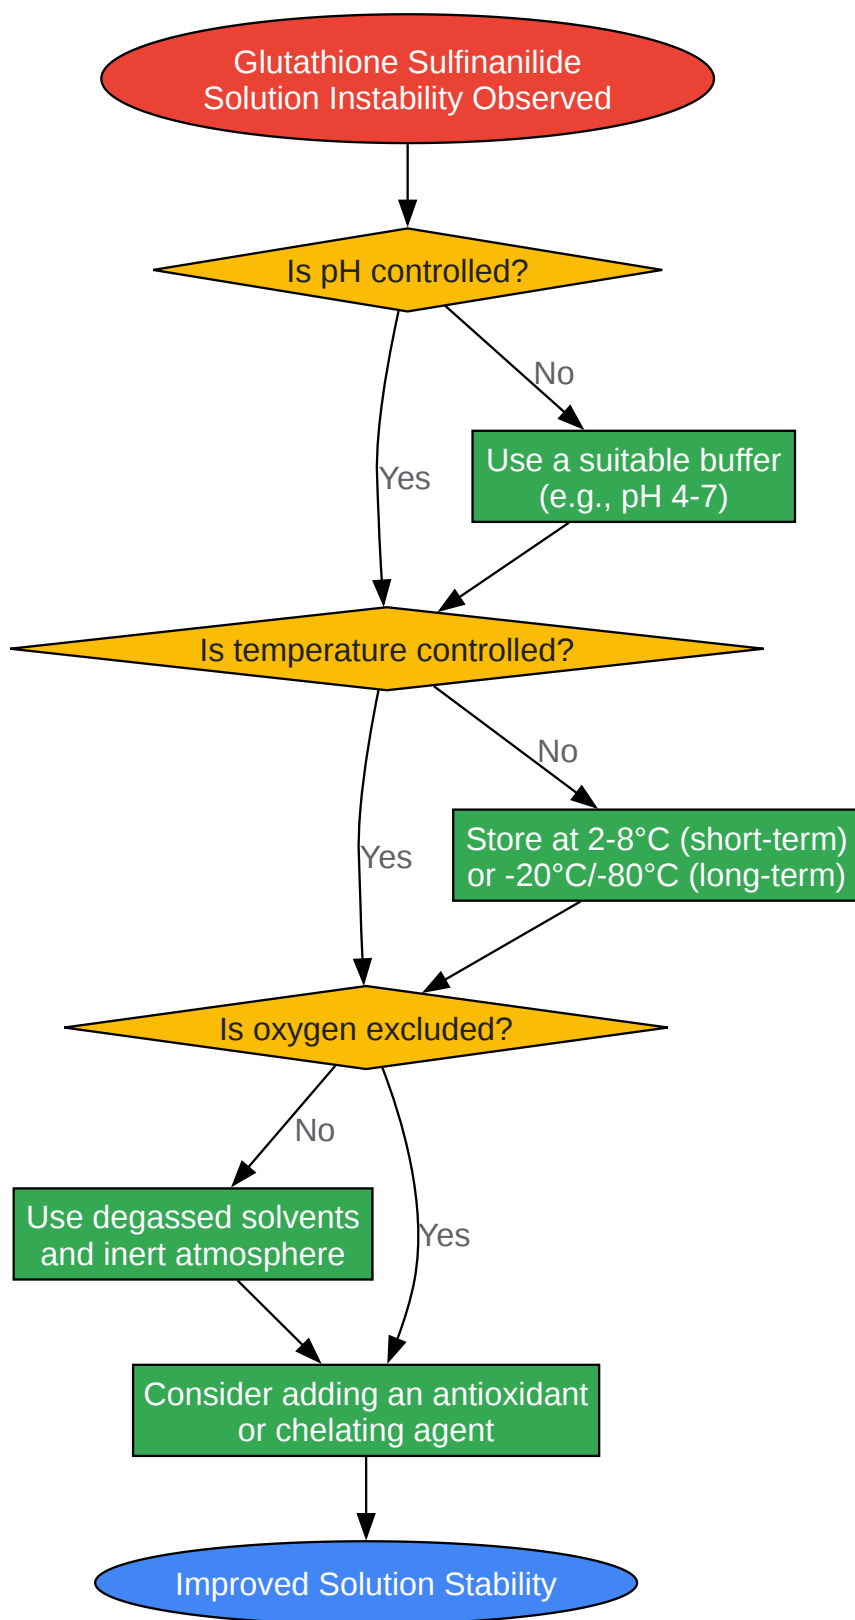 Glutathione Sulfinanilide
Solution Instability Observed
Is pH controlled?
No
Use a suitable buffer
(e.g., pH 4-7)
Yes
Is temperature controlled?
No
Store at 2-8°C (short-term)
or -20°C/-80°C (long-term)
Yes
Is oxygen excluded?
No
Use degassed solvents
and inert atmosphere
Yes
Consider adding an antioxidant
or chelating agent
Improved Solution Stability